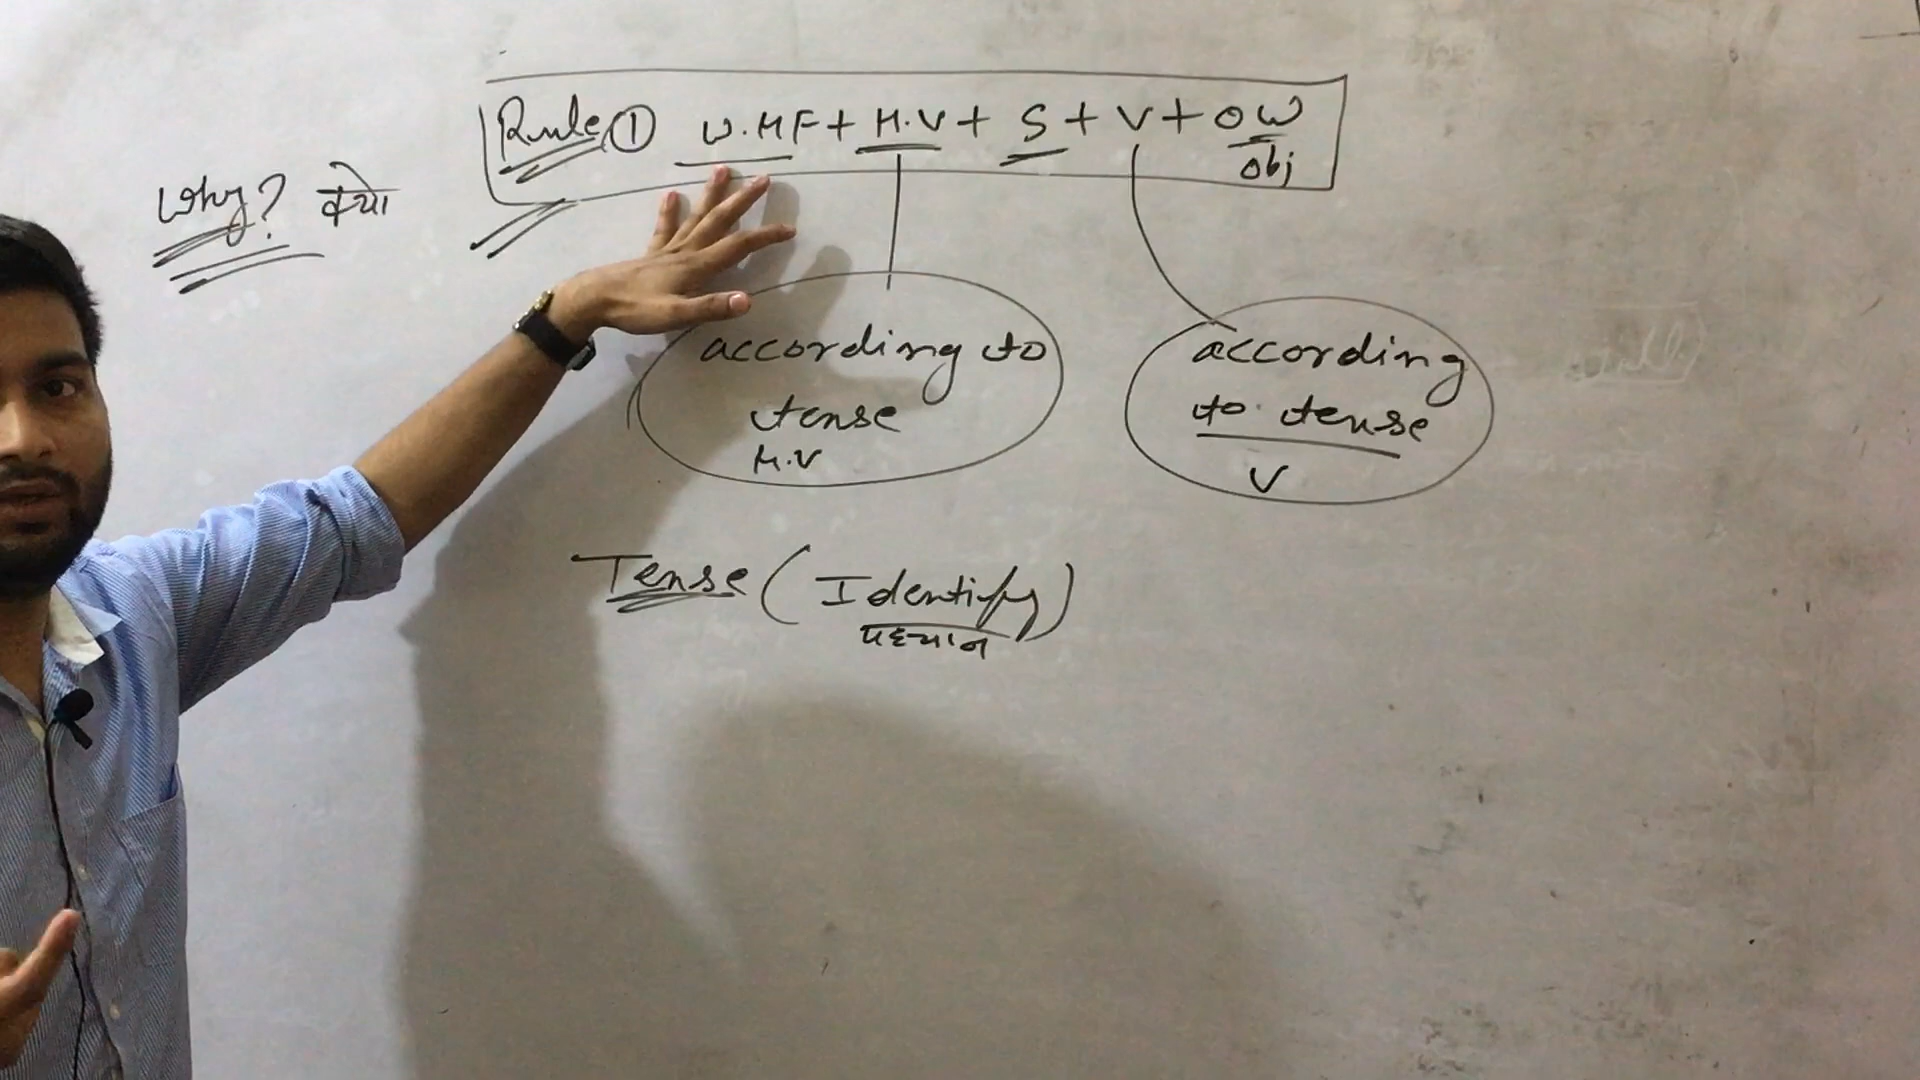 Rule ① W.HF + H.V + S + V + OW
obj
Why? क्यो
according to
tense
H.V
according
to tense
V
Tense (Identify)
पहचान